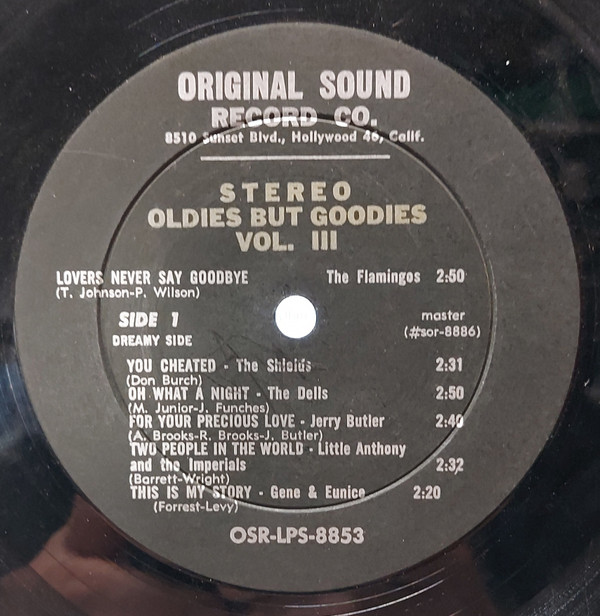 ORIGINAL SOUND
RECORD CO.
8510 Sunset Blvd., Hollywood 46, Calif.
STEREO
OLDIES BUT GOODIES
VOL. III
LOVERS NEVER SAY GOODBYE The Flamingos 2:50
(T. Johnson-P. Wilson)
SIDE 1 master
DREAMY SIDE (#sor-8886)
YOU CHEATED - The Shields 2:31
(Don Burch)
OH WHAT A NIGHT - The Dells 2:50
(M. Junior-J. Funches)
FOR YOUR PRECIOUS LOVE - Jerry Butler 2:40
(A. Brooks-R. Brooks-J. Butler)
TWO PEOPLE IN THE WORLD - Little Anthony
and the Imperials 2:32
(Barrett-Wright)
THIS IS MY STORY - Gene & Eunice 2:20
(Forrest-Levy)
OSR-LPS-8853